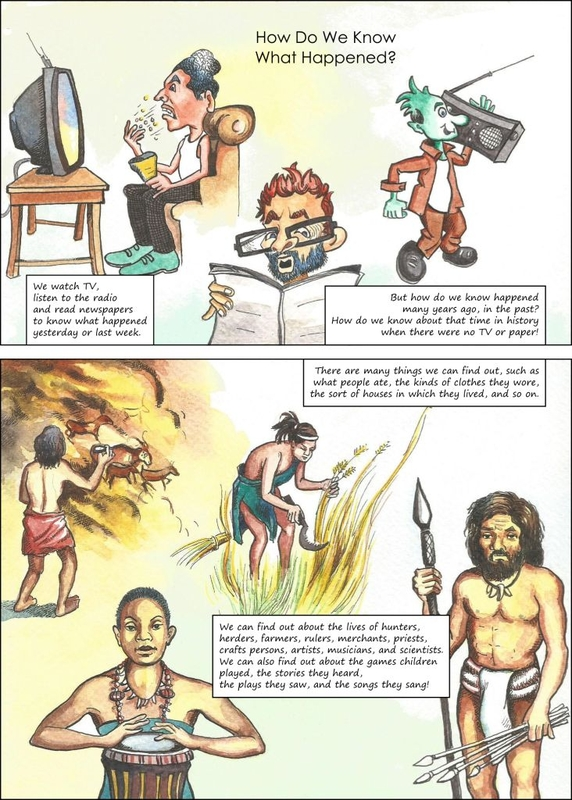 How Do We Know
What Happened?
We watch TV,
listen to the radio
and read newspapers
to know what happened
yesterday or last week.
But how do we know happened
many years ago, in the past?
How do we know about that time in history
when there were no TV or paper!
There are many things we can find out, such as
what people ate, the kinds of clothes they wore,
the sort of houses in which they lived, and so on.
We can find out about the lives of hunters,
herders, farmers, rulers, merchants, priests,
crafts persons, artists, musicians, and scientists.
We can also find out about the games children
played, the stories they heard,
the plays they saw, and the songs they sang!